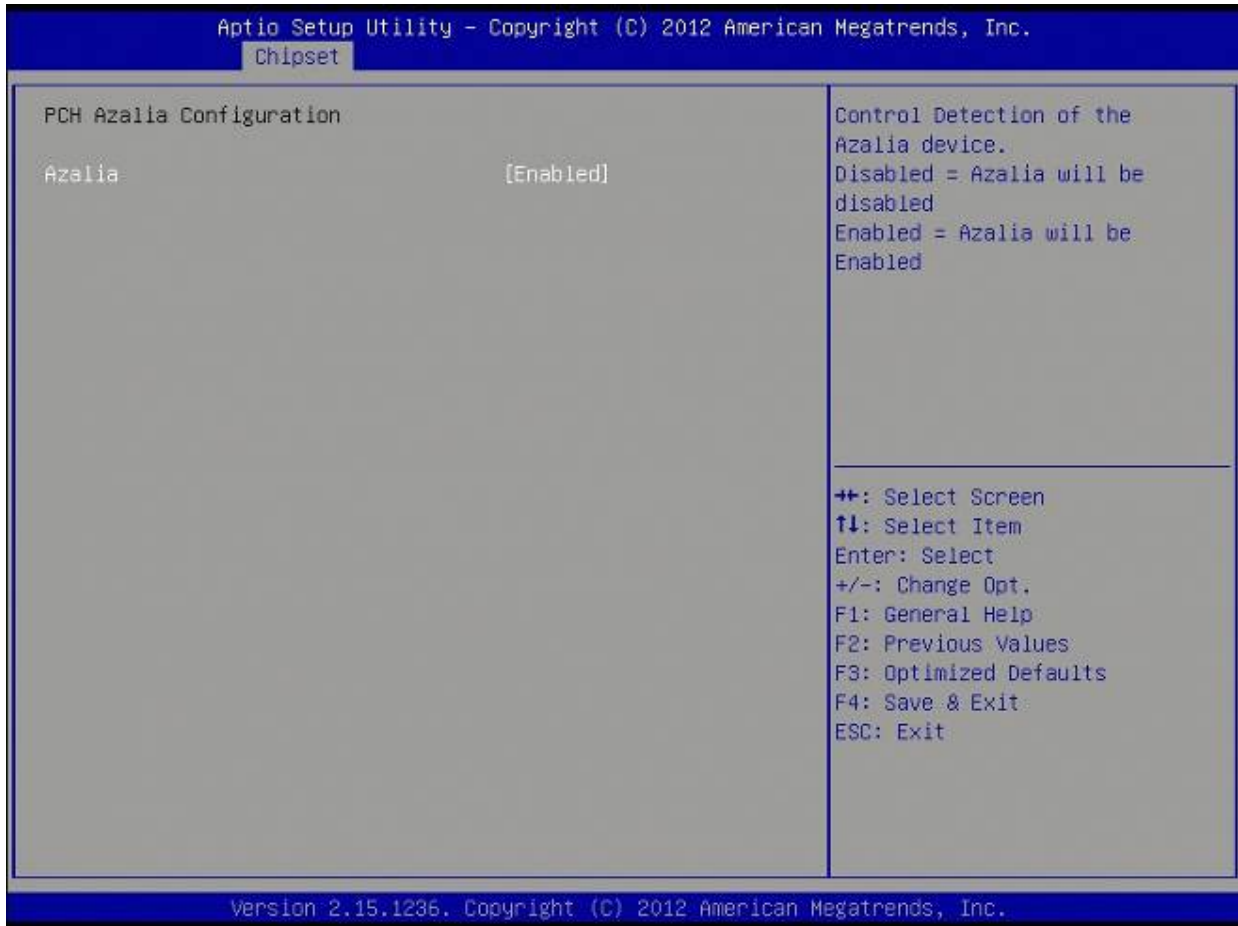 Aptio Setup Utility – Copyright (C) 2012 American Megatrends, Inc.
Chipset
PCH Azalia Configuration
Azalia [Enabled]
Control Detection of the
Azalia device.
Disabled = Azalia will be
disabled
Enabled = Azalia will be
Enabled
→←: Select Screen
↑↓: Select Item
Enter: Select
+/-: Change Opt.
F1: General Help
F2: Previous Values
F3: Optimized Defaults
F4: Save & Exit
ESC: Exit
Version 2.15.1236. Copyright (C) 2012 American Megatrends, Inc.